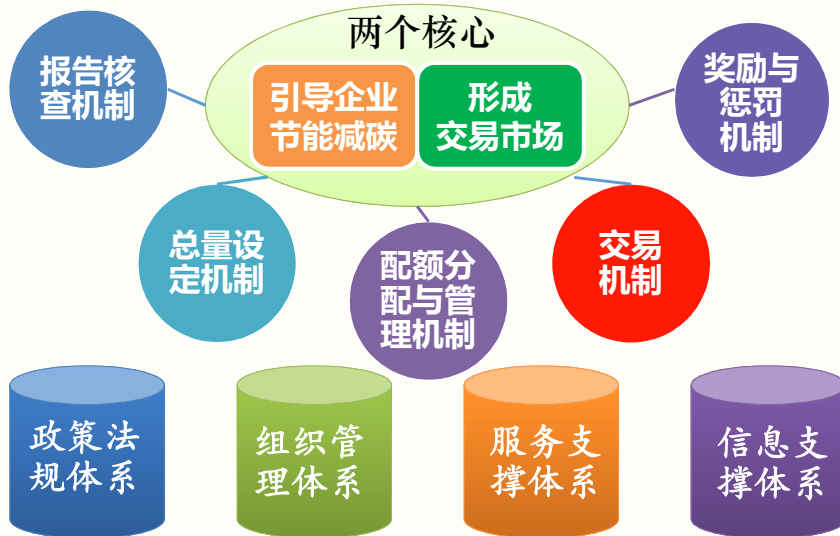 两个核心
引导企业
节能减碳
形成
交易市场
报告核
查机制
奖励与
惩罚
机制
总量设
定机制
配额分
配与管
理机制
交易
机制
政策法
规体系
组织管
理体系
服务支
撑体系
信息支
撑体系